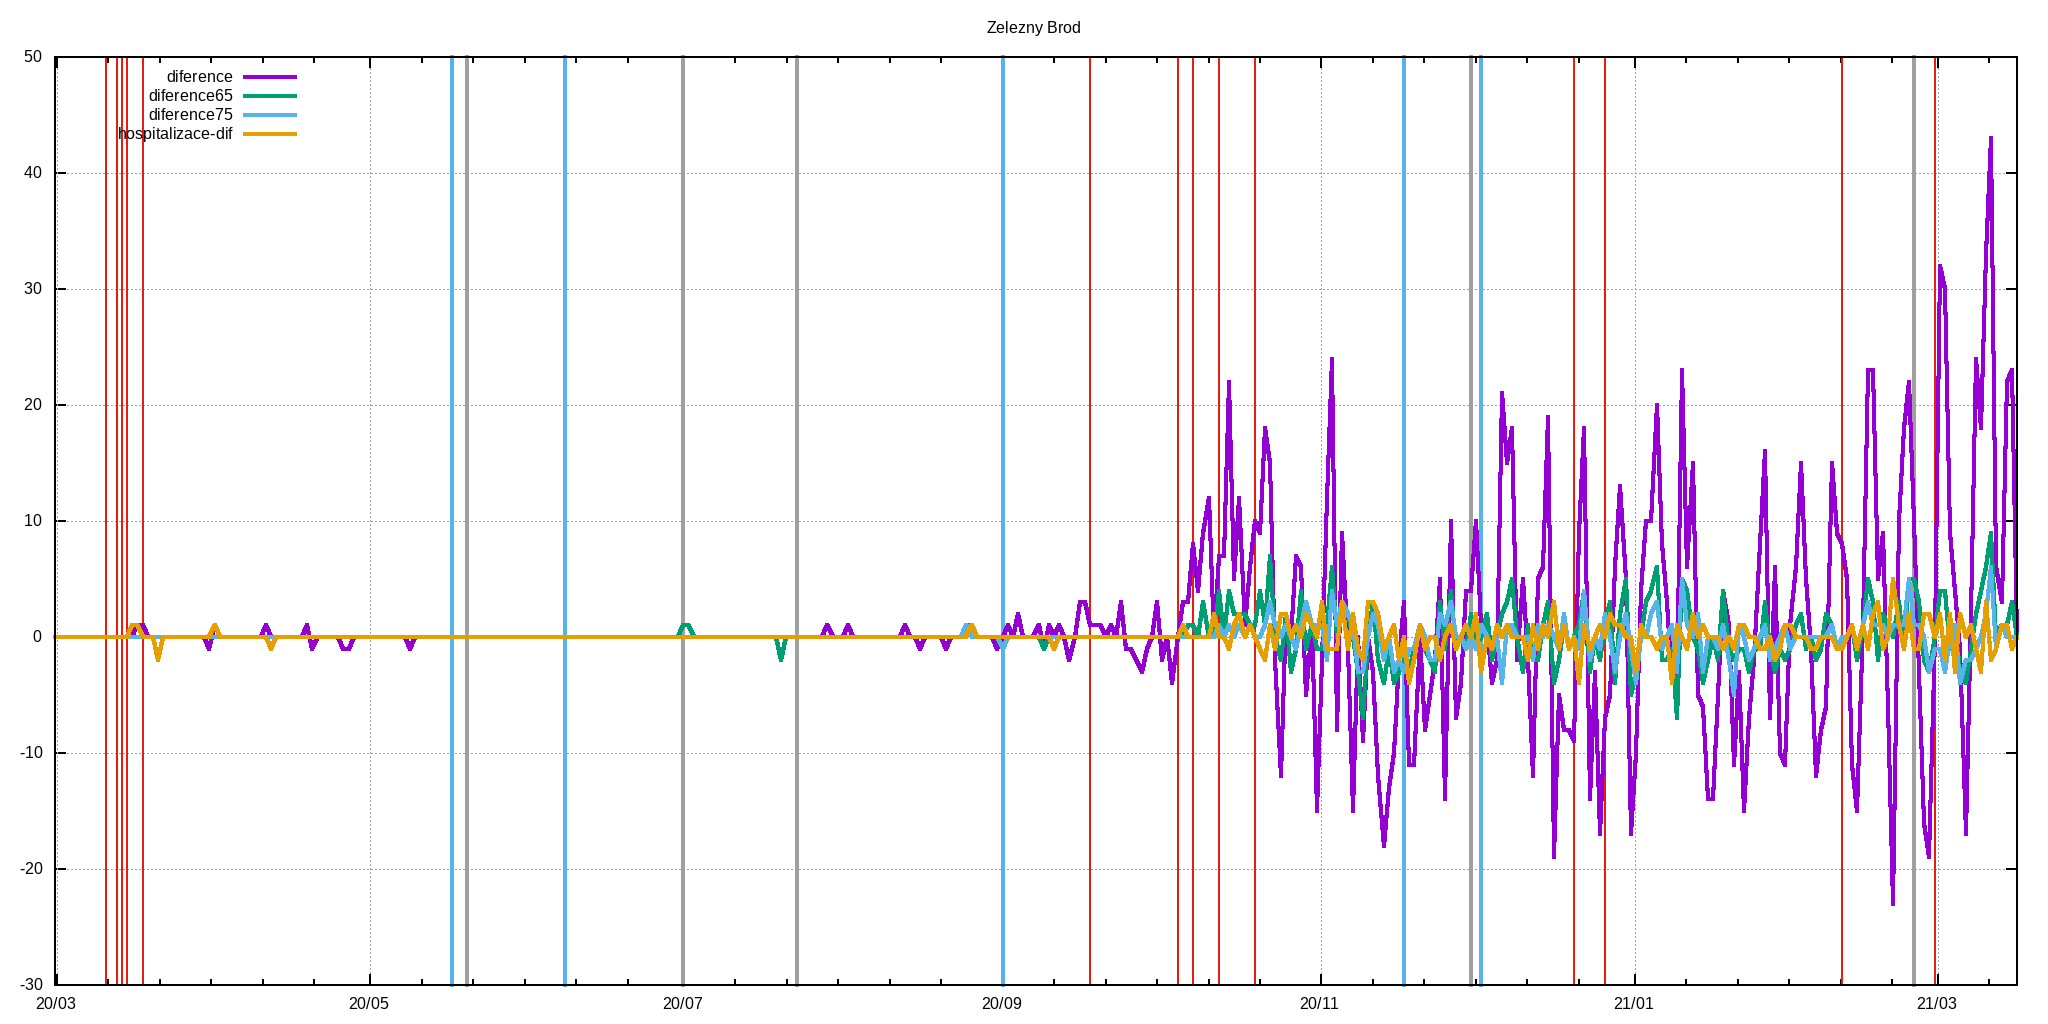 Zelezny Brod
50
40
30
20
10
0
-10
-20
-30
diference
diference65
diference75
hospitalizace-dif
20/03 20/05 20/07 20/09 20/11 21/01 21/03